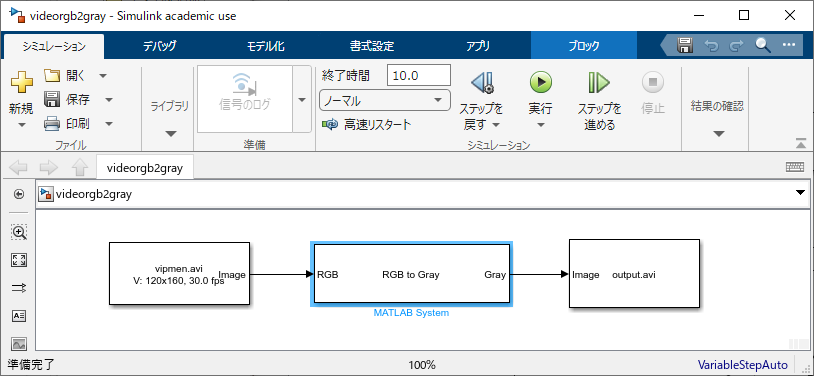 videorgb2gray - Simulink academic use
シミュレーション デバッグ モデル化 書式設定 アプリ ブロック
新規
開く
保存
印刷
ファイル
ライブラリ
信号のログ
準備
終了時間 10.0
ノーマル
高速リスタート
ステップを
戻す
実行
ステップを
進める
停止
シミュレーション
結果の確認
videorgb2gray
videorgb2gray
vipmen.avi
V: 120x160, 30.0 fps
Image
RGB RGB to Gray Gray
MATLAB System
Image output.avi
準備完了 100% VariableStepAuto